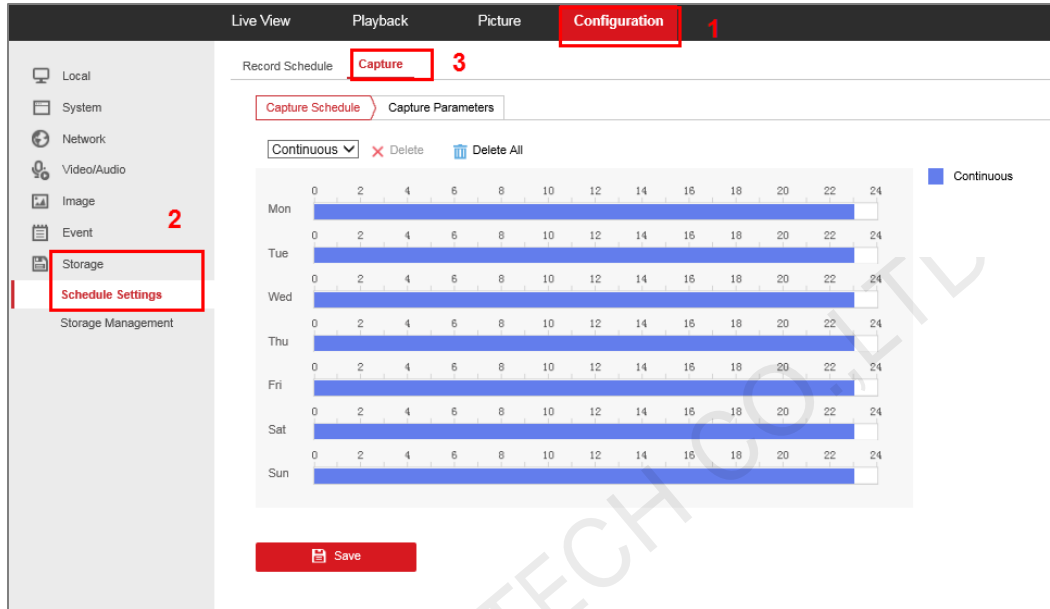 Live View Playback Picture Configuration 1
Record Schedule Capture 3
Local
System
Network
Video/Audio
Image
Event
2
Storage
Schedule Settings
Storage Management
Capture Schedule Capture Parameters
Continuous Delete Delete All
Continuous
0 2 4 6 8 10 12 14 16 18 20 22 24
Mon
0 2 4 6 8 10 12 14 16 18 20 22 24
Tue
0 2 4 6 8 10 12 14 16 18 20 22 24
Wed
0 2 4 6 8 10 12 14 16 18 20 22 24
Thu
0 2 4 6 8 10 12 14 16 18 20 22 24
Fri
0 2 4 6 8 10 12 14 16 18 20 22 24
Sat
0 2 4 6 8 10 12 14 16 18 20 22 24
Sun
Save
TECH CO.,LTD